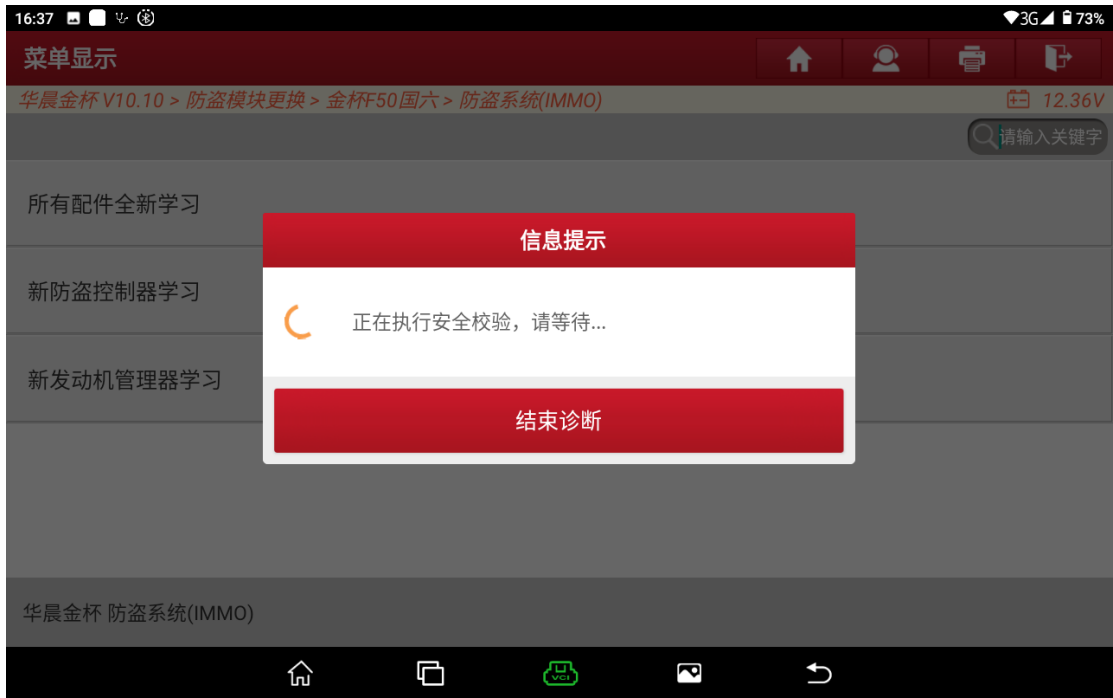 16:37 3G 73%
菜单显示
华晨金杯 V10.10 > 防盗模块更换 > 金杯F50国六 > 防盗系统(IMMO) 12.36V
请输入关键字
所有配件全新学习
信息提示
新防盗控制器学习
正在执行安全校验，请等待...
新发动机管理器学习
结束诊断
华晨金杯 防盗系统(IMMO)
VCI